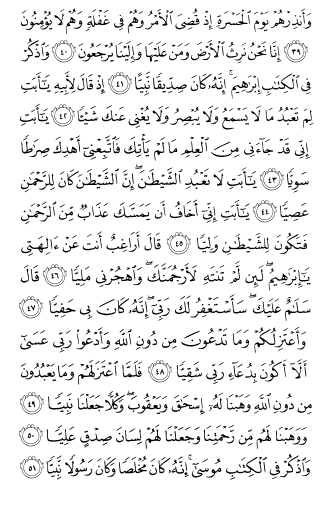 وَأَنذِرْهُمْ يَوْمَ ٱلْحَسْرَةِ إِذْ قُضِىَ ٱلْأَمْرُ وَهُمْ فِى غَفْلَةٍ وَهُمْ لَا يُؤْمِنُونَ
٣٩ إِنَّا نَحْنُ نَرِثُ ٱلْأَرْضَ وَمَنْ عَلَيْهَا وَإِلَيْنَا يُرْجَعُونَ ٤٠ وَٱذْكُرْ
فِى ٱلْكِتَٰبِ إِبْرَٰهِيمَ ۚ إِنَّهُۥ كَانَ صِدِّيقًا نَّبِيًّا ٤١ إِذْ قَالَ لِأَبِيهِ يَٰٓأَبَتِ
لِمَ تَعْبُدُ مَا لَا يَسْمَعُ وَلَا يُبْصِرُ وَلَا يُغْنِى عَنكَ شَيْـًٔا ٤٢ يَٰٓأَبَتِ
إِنِّى قَدْ جَآءَنِى مِنَ ٱلْعِلْمِ مَا لَمْ يَأْتِكَ فَٱتَّبِعْنِىٓ أَهْدِكَ صِرَٰطًا
سَوِيًّا ٤٣ يَٰٓأَبَتِ لَا تَعْبُدِ ٱلشَّيْطَٰنَ ۖ إِنَّ ٱلشَّيْطَٰنَ كَانَ لِلرَّحْمَٰنِ
عَصِيًّا ٤٤ يَٰٓأَبَتِ إِنِّىٓ أَخَافُ أَن يَمَسَّكَ عَذَابٌ مِّنَ ٱلرَّحْمَٰنِ
فَتَكُونَ لِلشَّيْطَٰنِ وَلِيًّا ٤٥ قَالَ أَرَاغِبٌ أَنتَ عَنْ ءَالِهَتِى
يَٰٓإِبْرَٰهِيمُ ۖ لَئِن لَّمْ تَنتَهِ لَأَرْجُمَنَّكَ ۖ وَٱهْجُرْنِى مَلِيًّا ٤٦ قَالَ
سَلَٰمٌ عَلَيْكَ ۖ سَأَسْتَغْفِرُ لَكَ رَبِّىٓ ۖ إِنَّهُۥ كَانَ بِى حَفِيًّا ٤٧
وَأَعْتَزِلُكُمْ وَمَا تَدْعُونَ مِن دُونِ ٱللَّهِ وَأَدْعُوا۟ رَبِّى عَسَىٰٓ
أَلَّآ أَكُونَ بِدُعَآءِ رَبِّى شَقِيًّا ٤٨ فَلَمَّا ٱعْتَزَلَهُمْ وَمَا يَعْبُدُونَ
مِن دُونِ ٱللَّهِ وَهَبْنَا لَهُۥٓ إِسْحَٰقَ وَيَعْقُوبَ ۖ وَكُلًّا جَعَلْنَا نَبِيًّا ٤٩
وَوَهَبْنَا لَهُم مِّن رَّحْمَتِنَا وَجَعَلْنَا لَهُمْ لِسَانَ صِدْقٍ عَلِيًّا ٥٠
وَٱذْكُرْ فِى ٱلْكِتَٰبِ مُوسَىٰٓ ۚ إِنَّهُۥ كَانَ مُخْلَصًا وَكَانَ رَسُولًا نَّبِيًّا ٥١